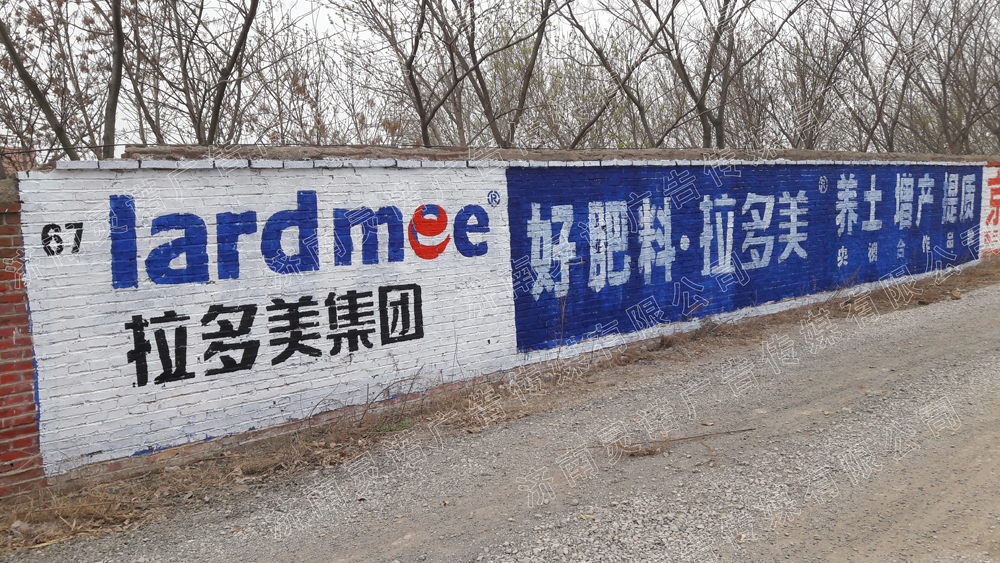 67
lardmee®
拉多美集团
好肥料·拉多美®
养土 增产 提质
央视合作品牌
京